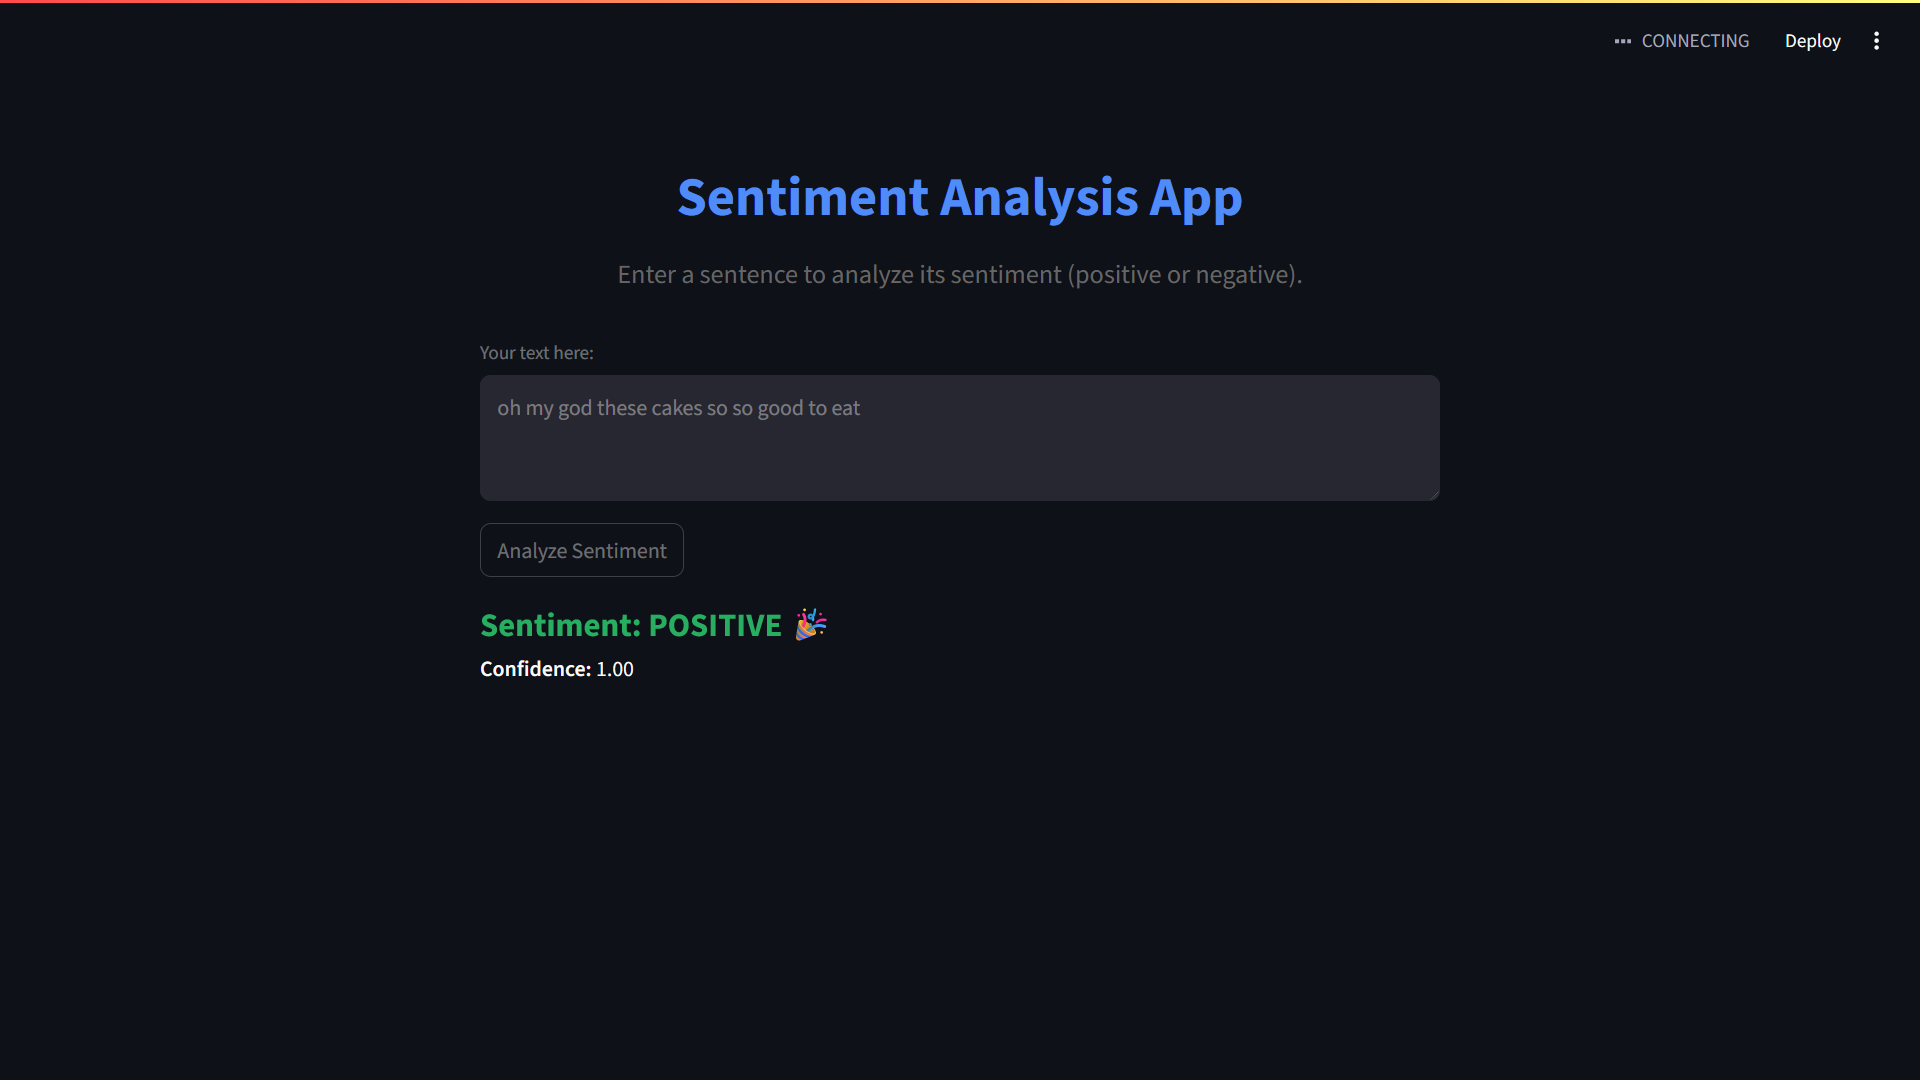 CONNECTING
Deploy
Sentiment Analysis App
Enter a sentence to analyze its sentiment (positive or negative).
Your text here:
oh my god these cakes so so good to eat
Analyze Sentiment
Sentiment: POSITIVE 🎉
Confidence: 1.00